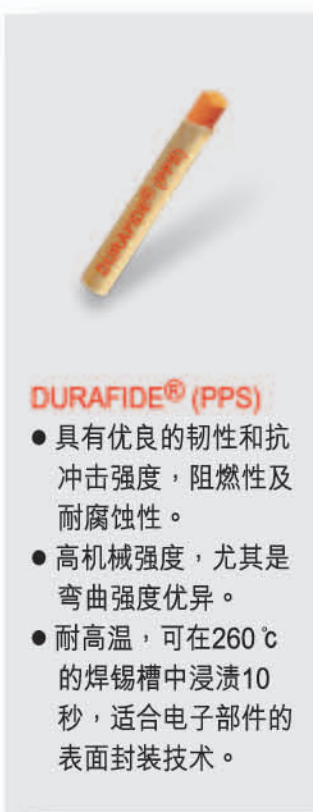 DURAFIDE® (PPS)
DURAFIDE® (PPS)
● 具有优良的韧性和抗
冲击强度，阻燃性及
耐腐蚀性。
● 高机械强度，尤其是
弯曲强度优异。
● 耐高温，可在260℃
的焊锡槽中浸渍10
秒，适合电子部件的
表面封装技术。